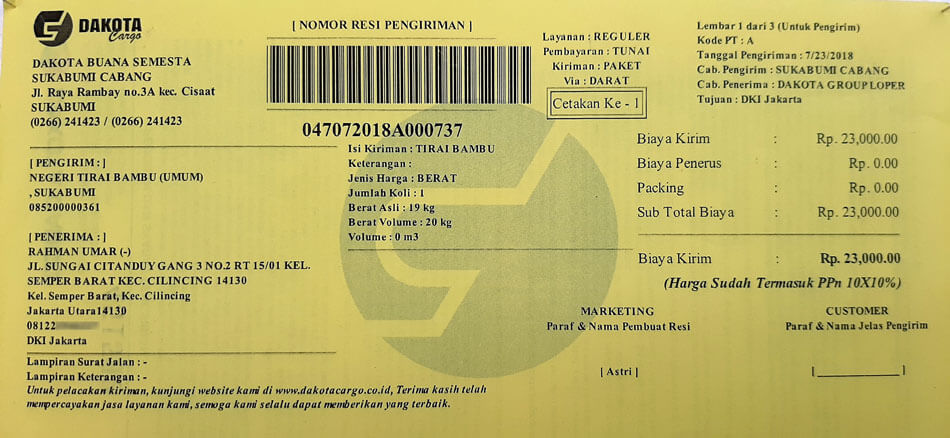 DAKOTA
Cargo
DAKOTA BUANA SEMESTA
SUKABUMI CABANG
Jl. Raya Rambay no.3A kec. Cisaat
SUKABUMI
(0266) 241423 / (0266) 241423
[ NOMOR RESI PENGIRIMAN ]
047072018A000737
Layanan : REGULER
Pembayaran : TUNAI
Kiriman : PAKET
Via : DARAT
Cetakan Ke - 1
Lembar 1 dari 3 (Untuk Pengirim)
Kode PT : A
Tanggal Pengiriman : 7/23/2018
Cab. Pengirim : SUKABUMI CABANG
Cab. Penerima : DAKOTA GROUP LOPER
Tujuan : DKI Jakarta
[ PENGIRIM : ]
NEGERI TIRAI BAMBU (UMUM)
, SUKABUMI
085200000361
[ PENERIMA : ]
RAHMAN UMAR (-)
JL. SUNGAI CITANDUY GANG 3 NO.2 RT 15/01 KEL.
SEMPER BARAT KEC. CILINCING 14130
Kel. Semper Barat, Kec. Cilincing
Jakarta Utara14130
08122
DKI Jakarta
Isi Kiriman : TIRAI BAMBU
Keterangan :
Jenis Harga : BERAT
Jumlah Koli : 1
Berat Asli : 19 kg
Berat Volume : 20 kg
Volume : 0 m3
Biaya Kirim : Rp. 23,000.00
Biaya Penerus : Rp. 0.00
Packing : Rp. 0.00
Sub Total Biaya : Rp. 23,000.00
Biaya Kirim : Rp. 23,000.00
(Harga Sudah Termasuk PPn 10X10%)
MARKETING
Paraf & Nama Pembuat Resi
[ Astri ]
CUSTOMER
Paraf & Nama Jelas Pengirim
[__________]
Lampiran Surat Jalan : -
Lampiran Keterangan : -
Untuk pelacakan kiriman, kunjungi website kami di www.dakotacargo.co.id, Terima kasih telah
mempercayakan jasa layanan kami, semoga kami selalu dapat memberikan yang terbaik.